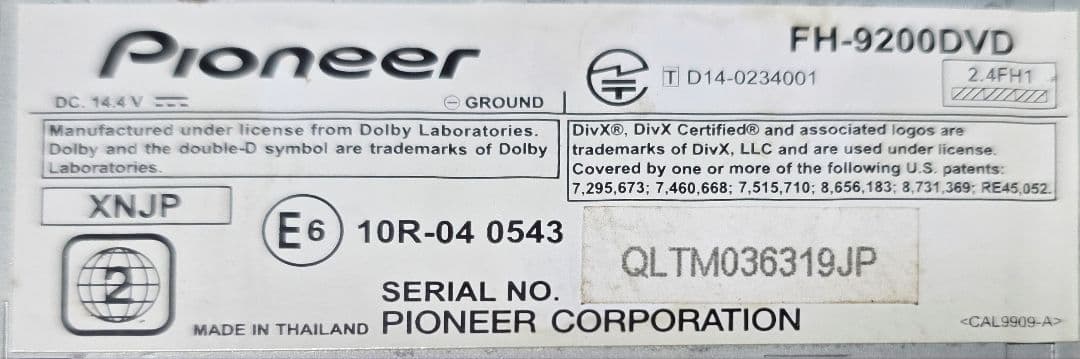 Pioneer
FH-9200DVD
T D14-0234001
2.4FH1
DC. 14.4 V
⊖ GROUND
Manufactured under license from Dolby Laboratories.
Dolby and the double-D symbol are trademarks of Dolby
Laboratories.
DivX®, DivX Certified® and associated logos are
trademarks of DivX, LLC and are used under license.
Covered by one or more of the following U.S. patents:
7,295,673; 7,460,668; 7,515,710; 8,656,183; 8,731,369; RE45,052.
XNJP
E6 10R-04 0543
2
QLTM036319JP
SERIAL NO.
MADE IN THAILAND PIONEER CORPORATION
<CAL9909-A>